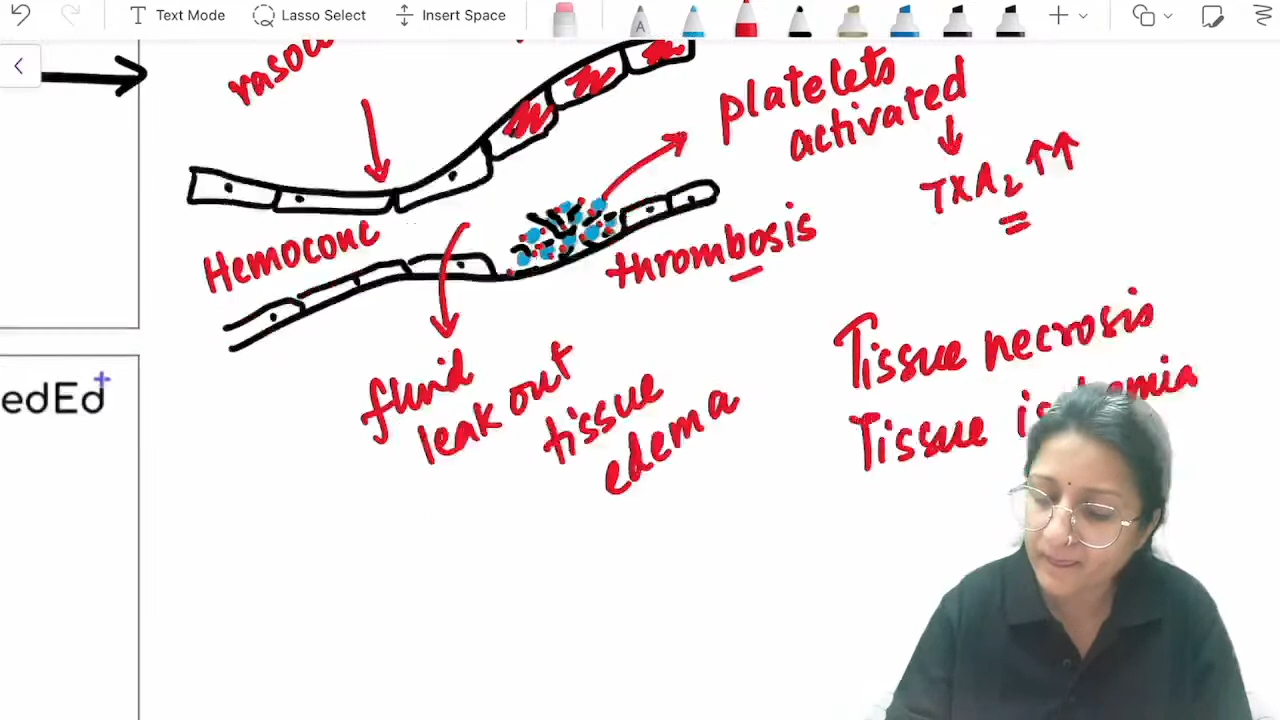 Text Mode
Lasso Select
Insert Space
A
platelets
activated
TXA2 ↑↑
Hemoconc
thrombosis
fluid
leak out
tissue
edema
Tissue necrosis
Tissue
edEd+